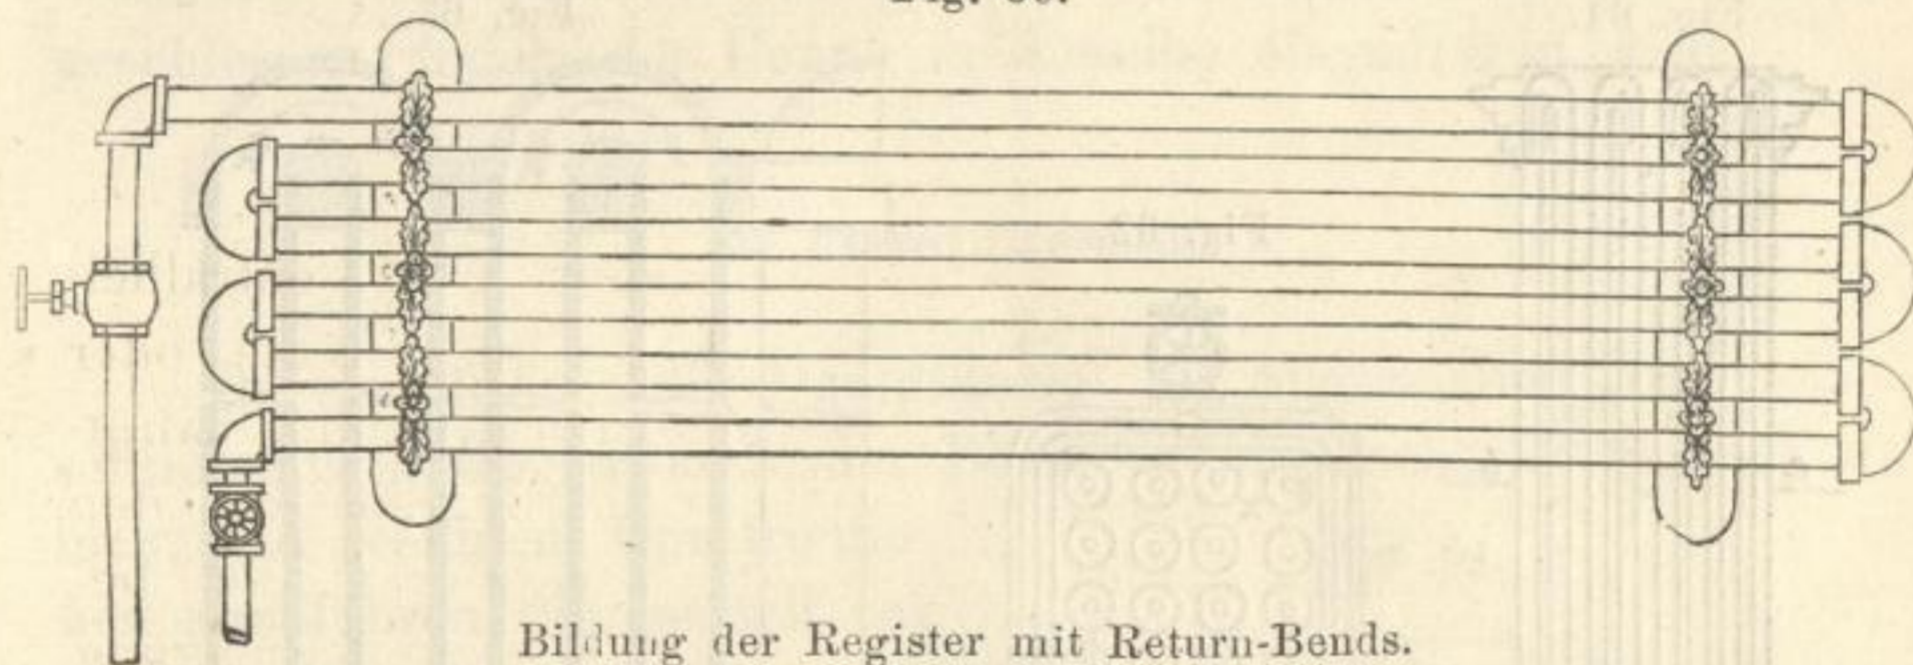 Bildung der Register mit Return-Bends.